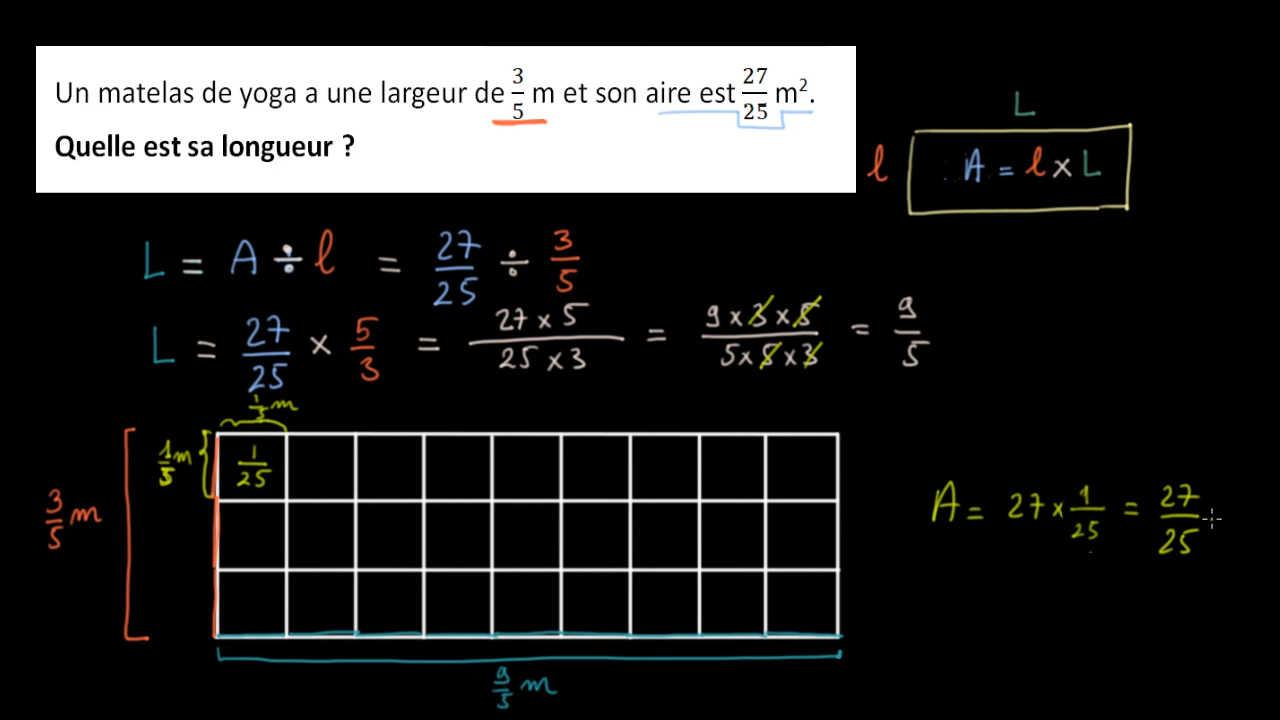 Un matelas de yoga a une largeur de 3/5 m et son aire est 27/25 m².
Quelle est sa longueur ?
L
l
A = l × L
L = A ÷ l = 27/25 ÷ 3/5
L = 27/25 × 5/3 = 27 × 5 / 25 × 3 = 9 × 3 × 5 / 5 × 5 × 3 = 9/5
1/5 m
1/5 m
1/25
3/5 m
A = 27 × 1/25 = 27/25
9/5 m